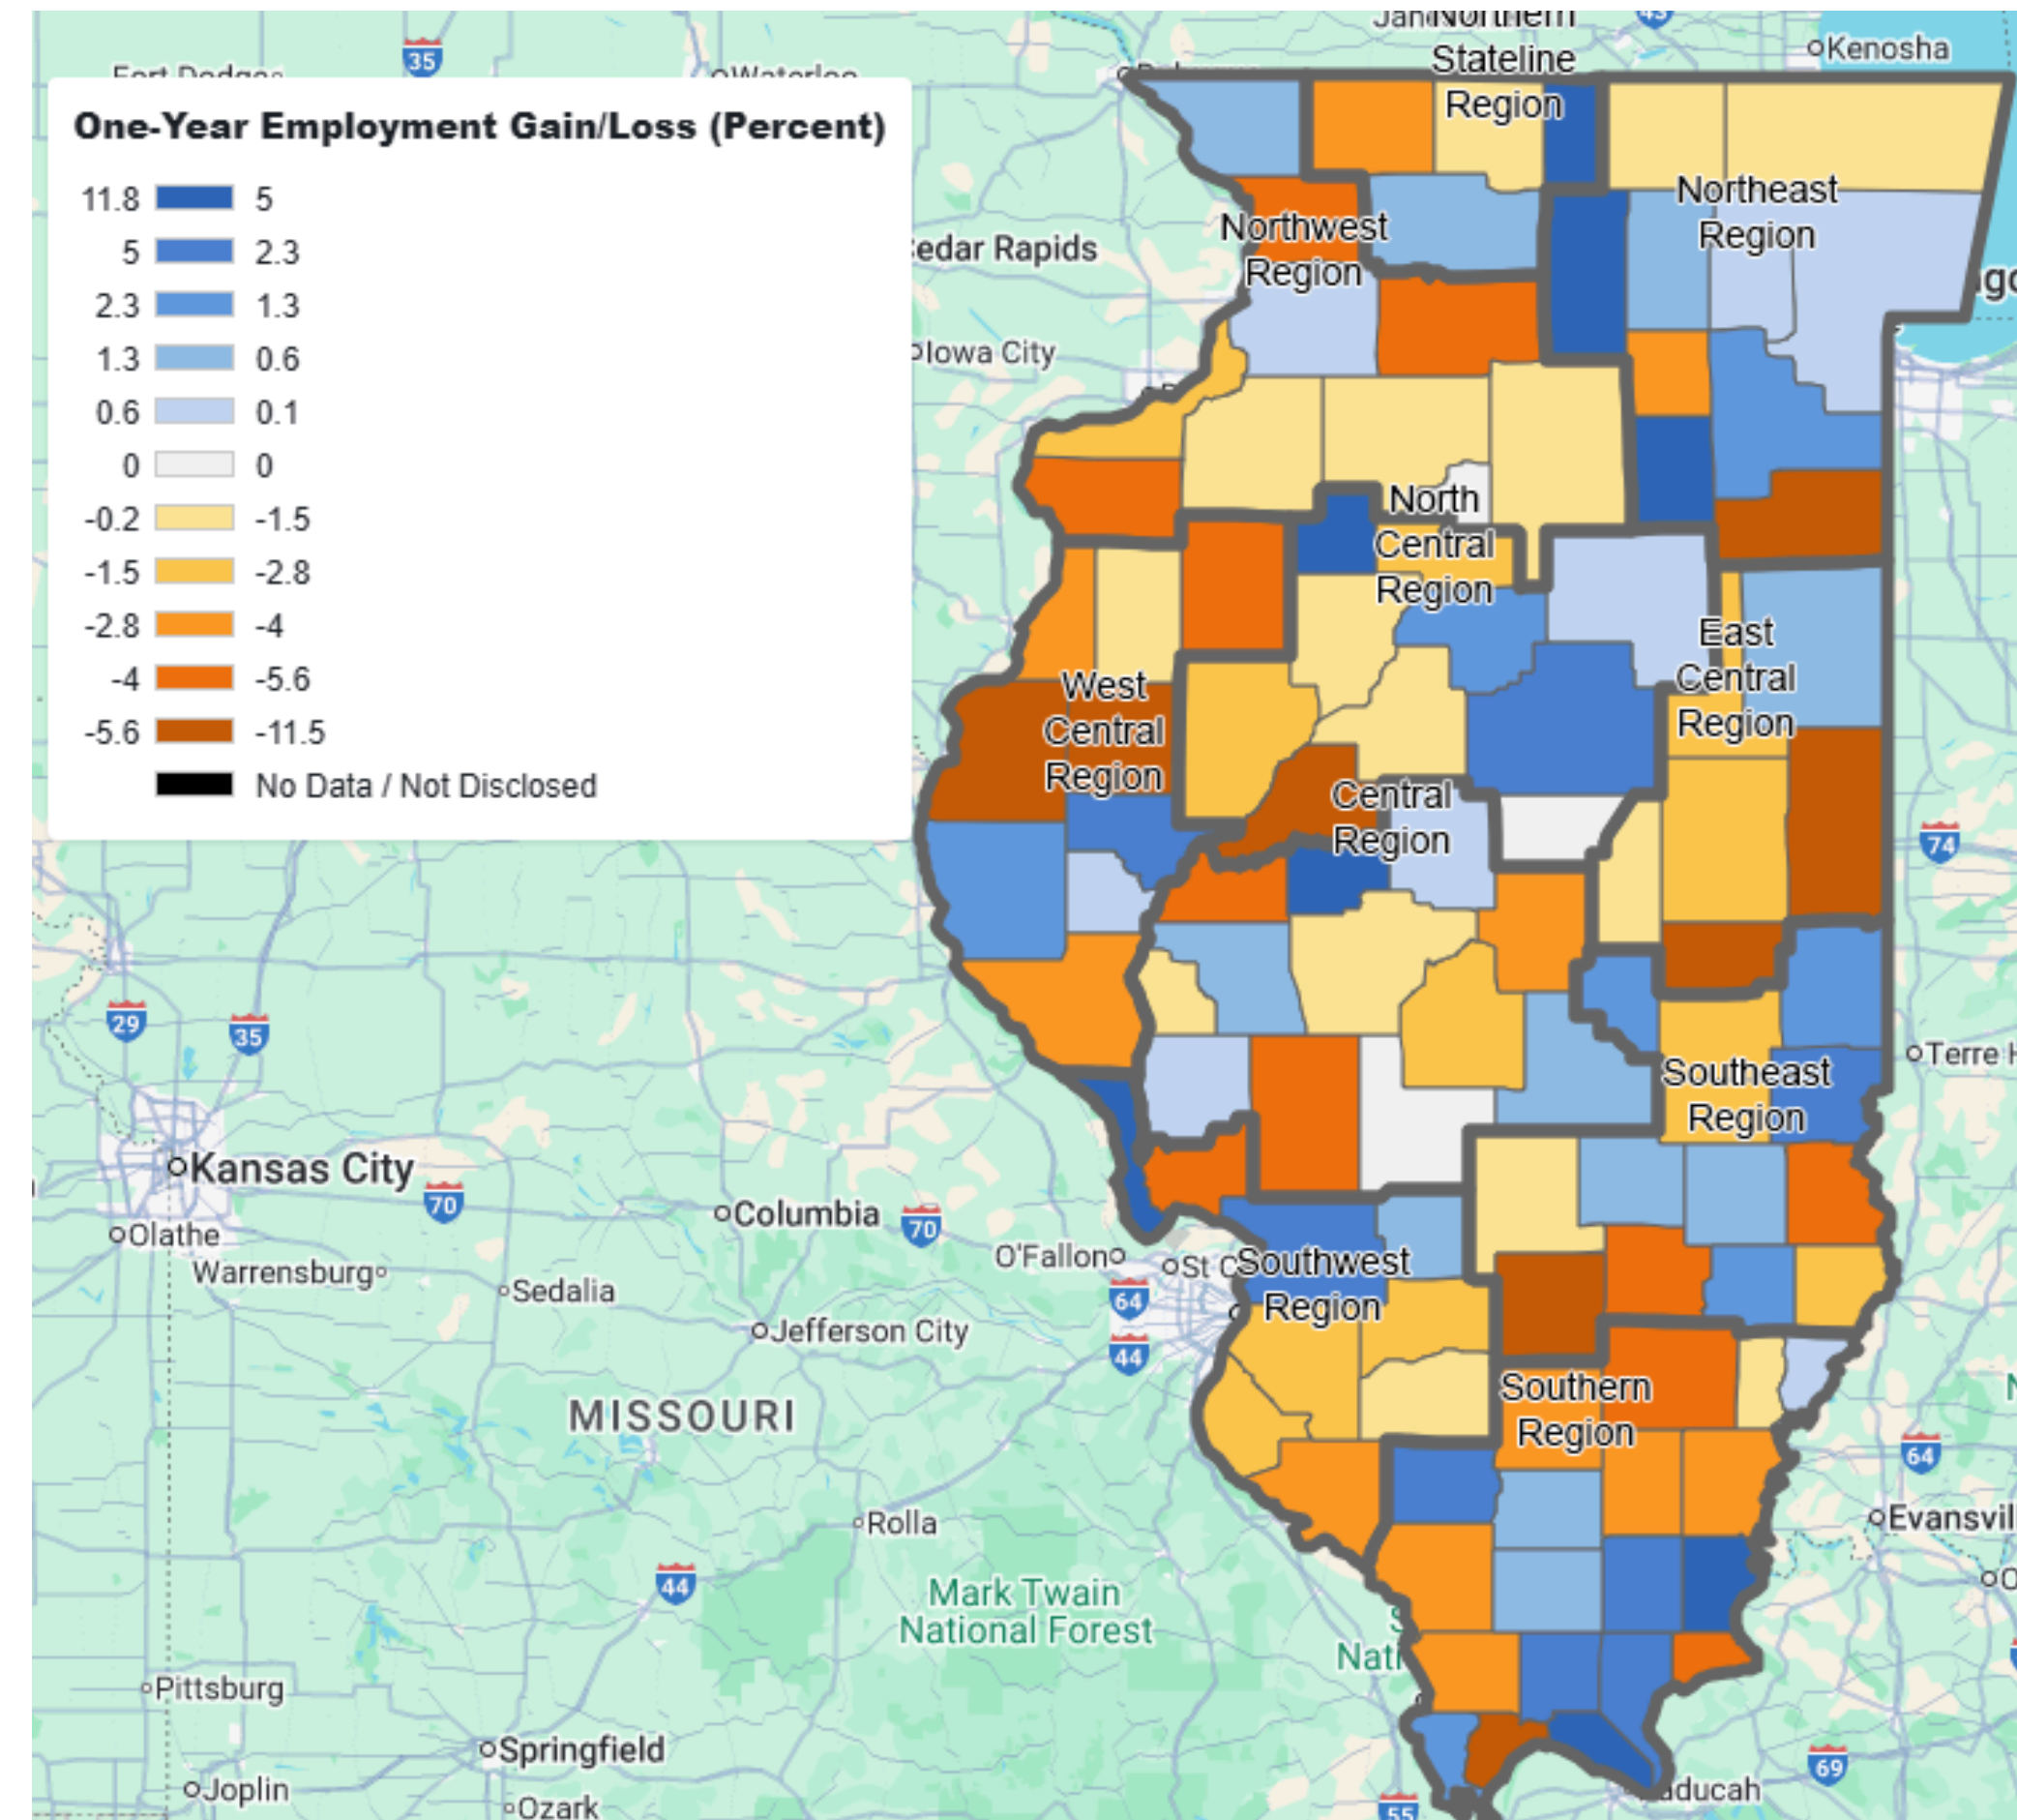 One-Year Employment Gain/Loss (Percent)
11.8 5
5 2.3
2.3 1.3
1.3 0.6
0.6 0.1
0 0
-0.2 -1.5
-1.5 -2.8
-2.8 -4
-4 -5.6
-5.6 -11.5
No Data / Not Disclosed
35
43
Kenosha
Northern
Stateline
Region
Northeast
Region
Northwest
Region
Iowa City
North
Central
Region
East
Central
Region
West
Central
Region
Central
Region
74
29
35
Southeast
Region
Kansas City
70
Olathe
Columbia
70
Warrensburg
Sedalia
O'Fallon
Southwest
Region
64
Jefferson City
44
MISSOURI
Southern
Region
64
Rolla
44
Mark Twain
National Forest
Pittsburg
Springfield
Joplin
Ozark
55
69